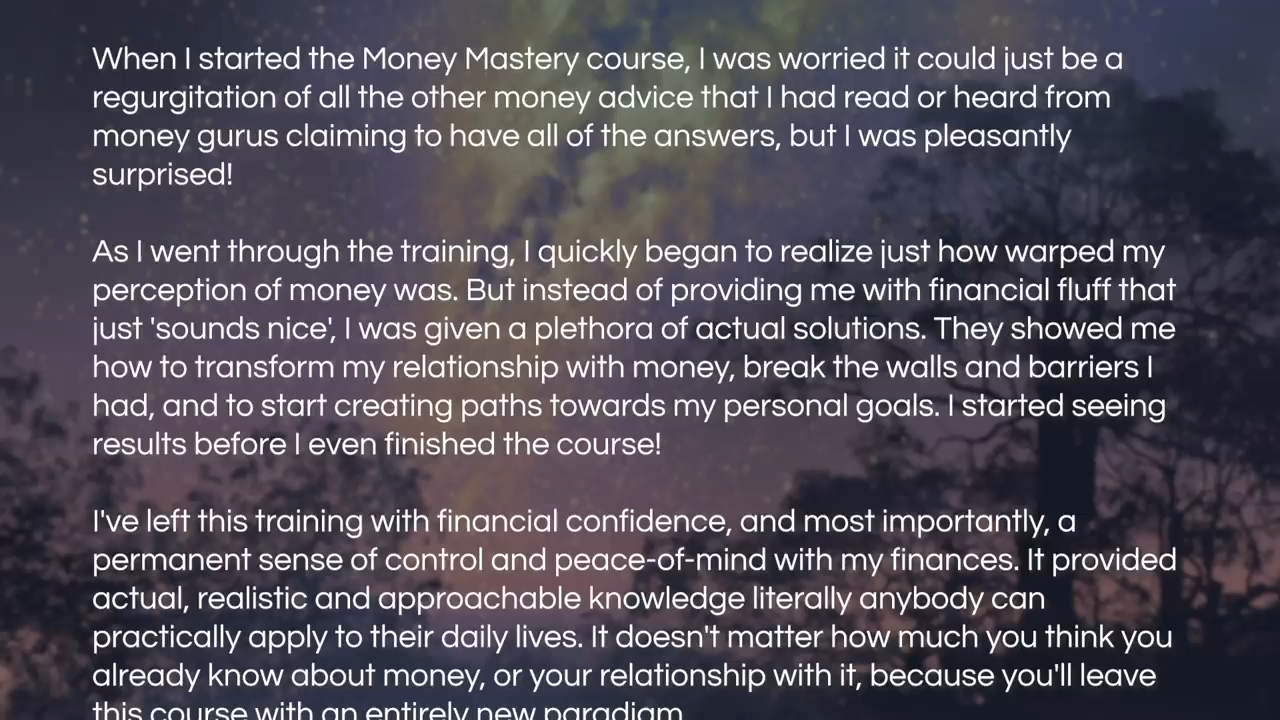 When I started the Money Mastery course, I was worried it could just be a
regurgitation of all the other money advice that I had read or heard from
money gurus claiming to have all of the answers, but I was pleasantly
surprised!
As I went through the training, I quickly began to realize just how warped my
perception of money was. But instead of providing me with financial fluff that
just 'sounds nice', I was given a plethora of actual solutions. They showed me
how to transform my relationship with money, break the walls and barriers I
had, and to start creating paths towards my personal goals. I started seeing
results before I even finished the course!
I've left this training with financial confidence, and most importantly, a
permanent sense of control and peace-of-mind with my finances. It provided
actual, realistic and approachable knowledge literally anybody can
practically apply to their daily lives. It doesn't matter how much you think you
already know about money, or your relationship with it, because you'll leave
this course with an entirely new paradigm